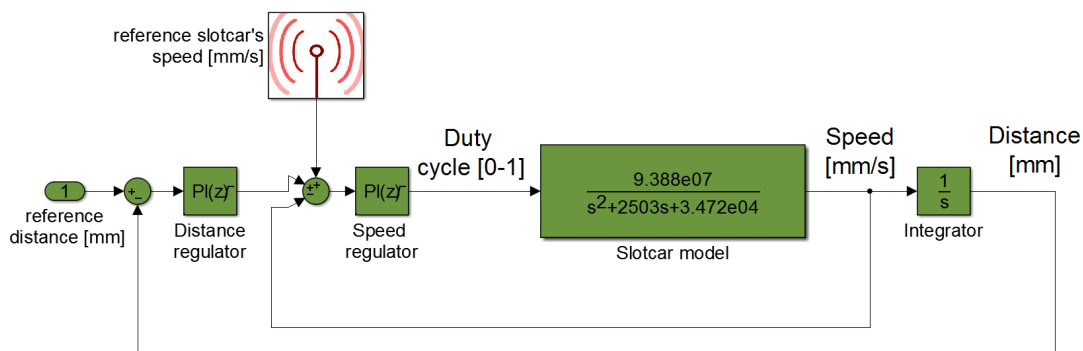 reference slotcar's
speed [mm/s]
Duty
cycle [0-1]
Speed
[mm/s]
Distance
[mm]
1
reference
distance [mm]
+
−
PI(z)
Distance
regulator
+
+
−
PI(z)
Speed
regulator
9.388e07
s²+2503s+3.472e04
Slotcar model
1
s
Integrator